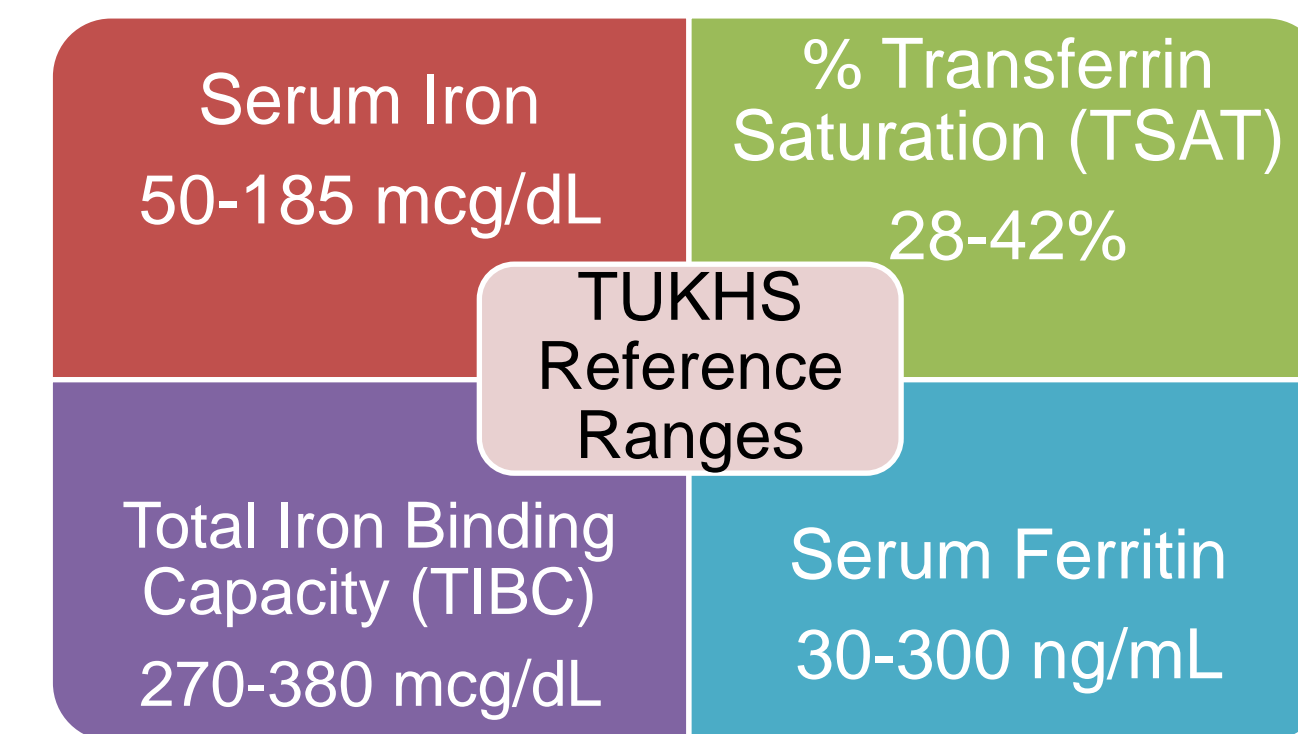 Serum Iron
50-185 mcg/dL
% Transferrin
Saturation (TSAT)
28-42%
TUKHS
Reference
Ranges
Total Iron Binding
Capacity (TIBC)
270-380 mcg/dL
Serum Ferritin
30-300 ng/mL